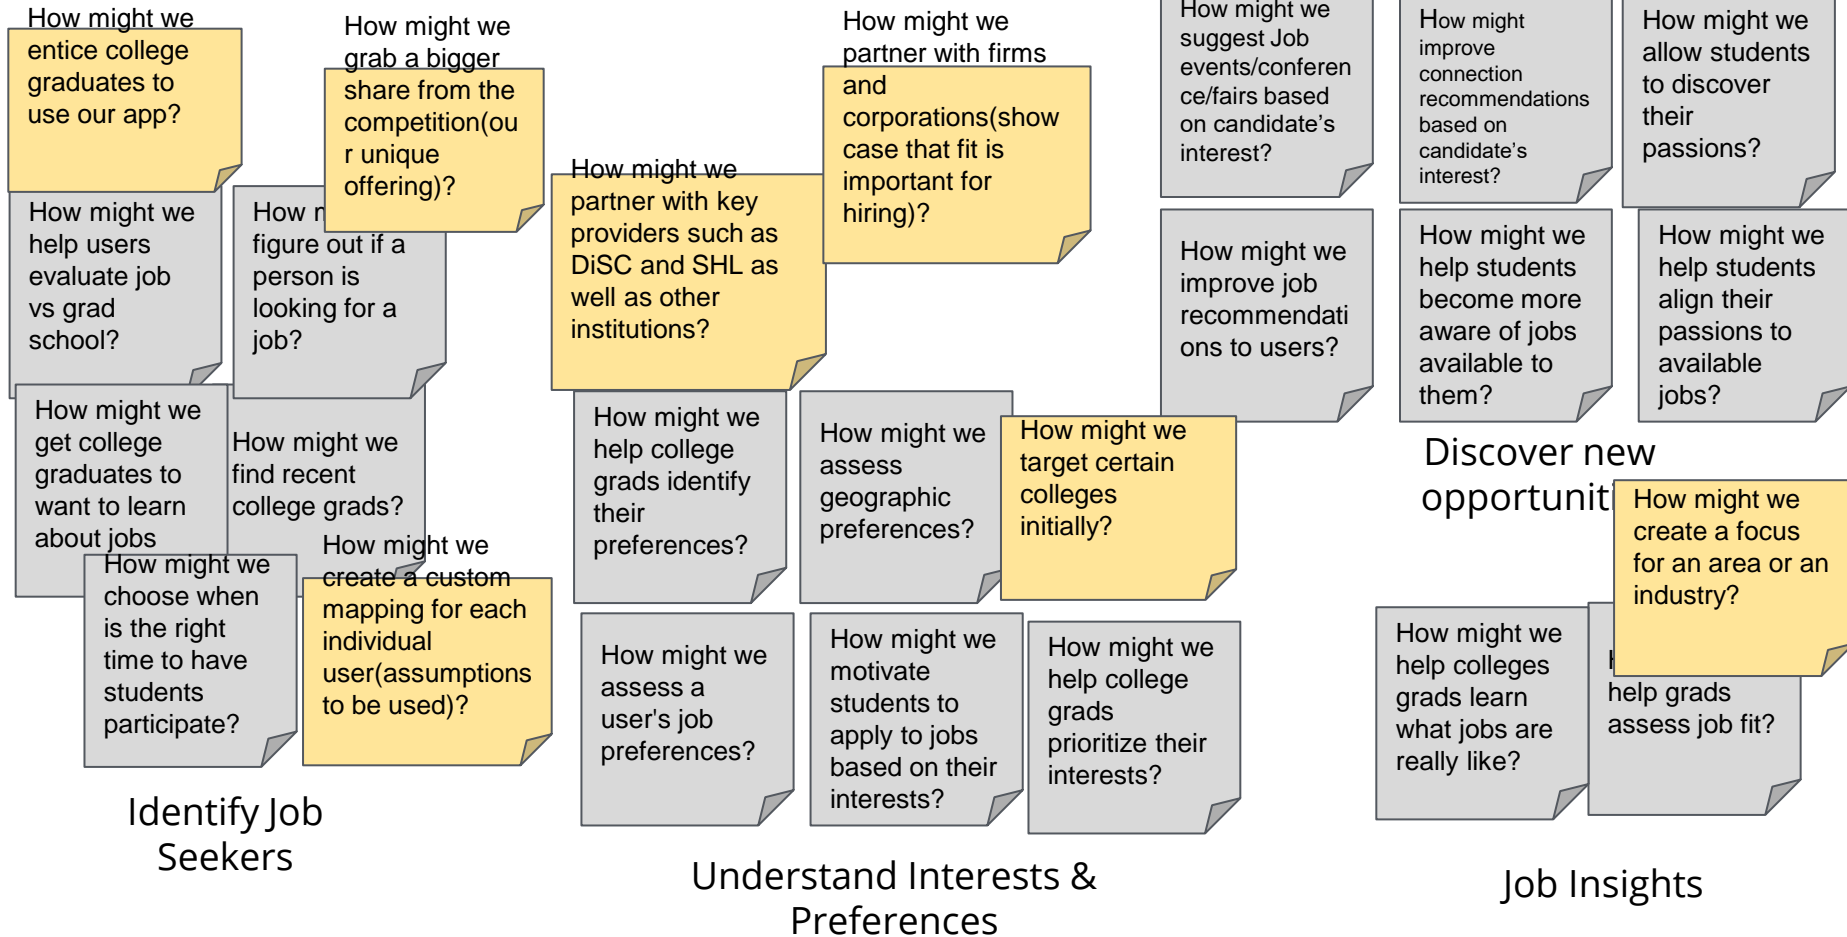 How might we
entice college
graduates to
use our app?
How might we
grab a bigger
share from the
competition(ou
r unique
offering)?
How might we
help users
evaluate job
vs grad
school?
How
figure out if a
person is
looking for a
job?
How might we
get college
graduates to
want to learn
about jobs
How might we
find recent
college grads?
How might we
choose when
is the right
time to have
students
participate?
How might we
create a custom
mapping for each
individual
user(assumptions
to be used)?
Identify Job
Seekers
How might we
partner with key
providers such as
DiSC and SHL as
well as other
institutions?
How might we
partner with firms
and
corporations(show
case that fit is
important for
hiring)?
How might we
help college
grads identify
their
preferences?
How might we
assess
geographic
preferences?
How might we
target certain
colleges
initially?
How might we
assess a
user's job
preferences?
How might we
motivate
students to
apply to jobs
based on their
interests?
How might we
help college
grads
prioritize their
interests?
Understand Interests &
Preferences
How might we
suggest Job
events/conferen
ce/fairs based
on candidate’s
interest?
How might
improve
connection
recommendations
based on
candidate’s
interest?
How might we
allow students
to discover
their
passions?
How might we
improve job
recommendati
ons to users?
How might we
help students
become more
aware of jobs
available to
them?
How might we
help students
align their
passions to
available
jobs?
Discover new
opportuniti
How might we
create a focus
for an area or an
industry?
How might we
help colleges
grads learn
what jobs are
really like?
help grads
assess job fit?
Job Insights